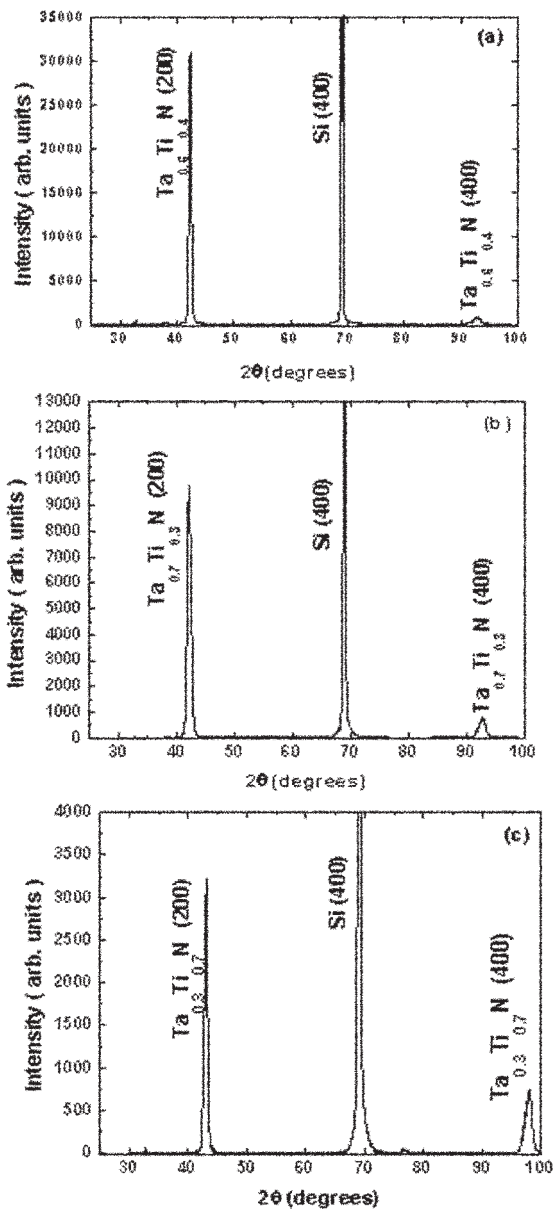 (a)
Intensity ( arb. units )
35000
30000
25000
20000
15000
10000
5000
0
Ta0.6Ti0.4N (200)
Si (400)
Ta0.6Ti0.4N (400)
30 40 50 60 70 80 90 100
2θ(degrees)
(b)
Intensity ( arb. units )
13000
12000
11000
10000
9000
8000
7000
6000
5000
4000
3000
2000
1000
0
Ta0.7Ti0.3N (200)
Si (400)
Ta0.7Ti0.3N (400)
30 40 50 60 70 80 90 100
2θ(degrees)
(c)
Intensity ( arb. units )
4000
3500
3000
2500
2000
1500
1000
500
0
Ta0.3Ti0.7N (200)
Si (400)
Ta0.3Ti0.7N (400)
30 40 50 60 70 80 90 100
2θ (degrees)